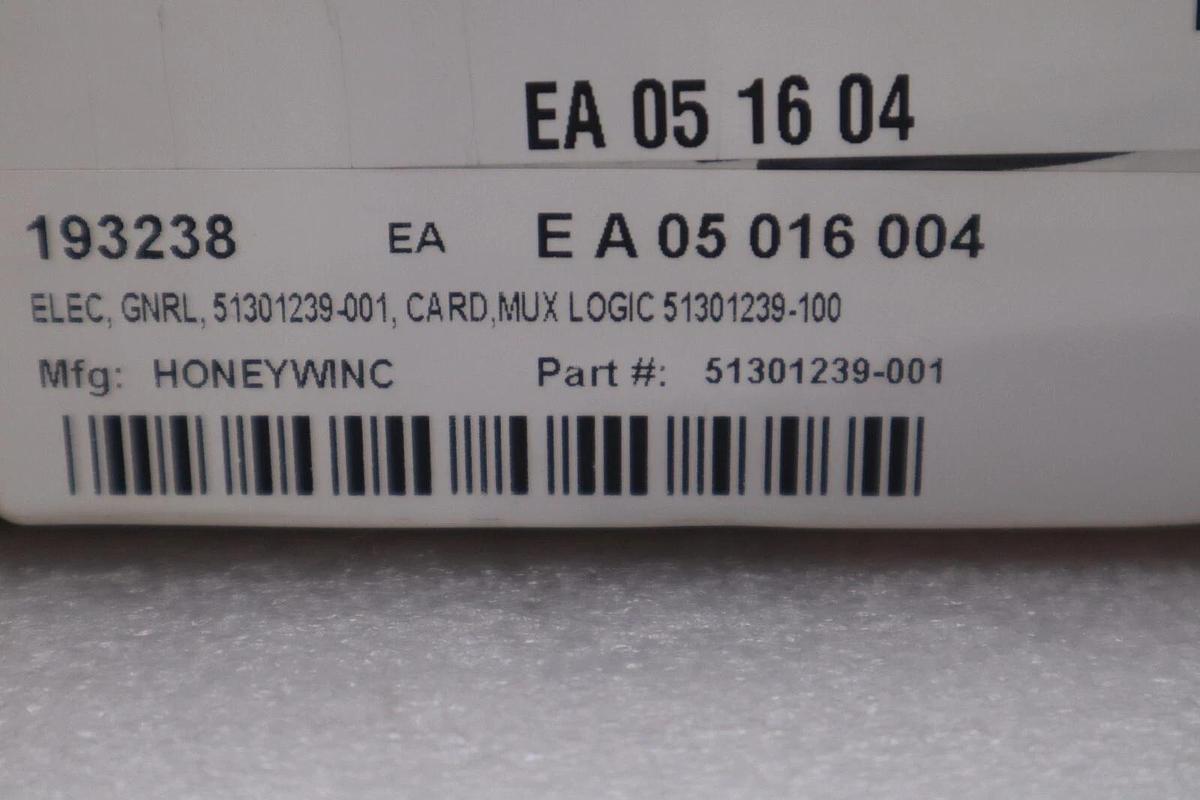 EA 05 16 04
193238 EA E A 05 016 004
ELEC, GNRL, 51301239-001, CARD,MUX LOGIC 51301239-100
Mfg: HONEYWINC Part #: 51301239-001